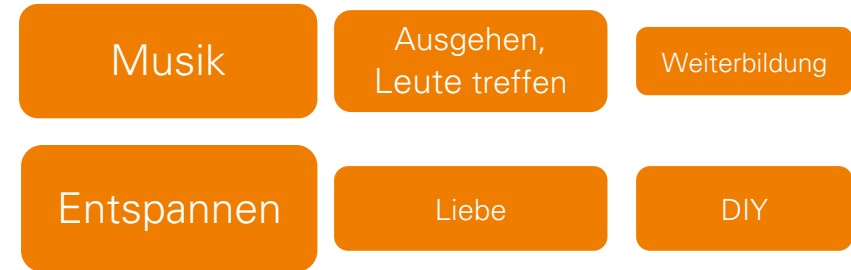 Musik
Ausgehen,
Leute treffen
Weiterbildung
Entspannen
Liebe
DIY